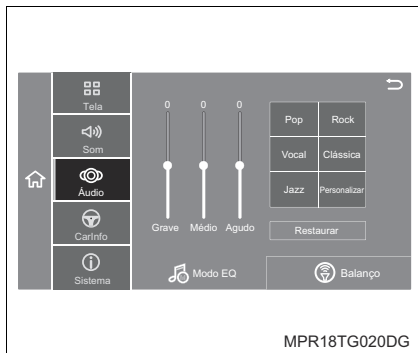 Tela
Som
Áudio
CarInfo
Sistema
0 0 0
Grave Médio Agudo
Pop Rock
Vocal Clássica
Jazz Personalizar
Restaurar
Modo EQ
Balanço
MPR18TG020DG